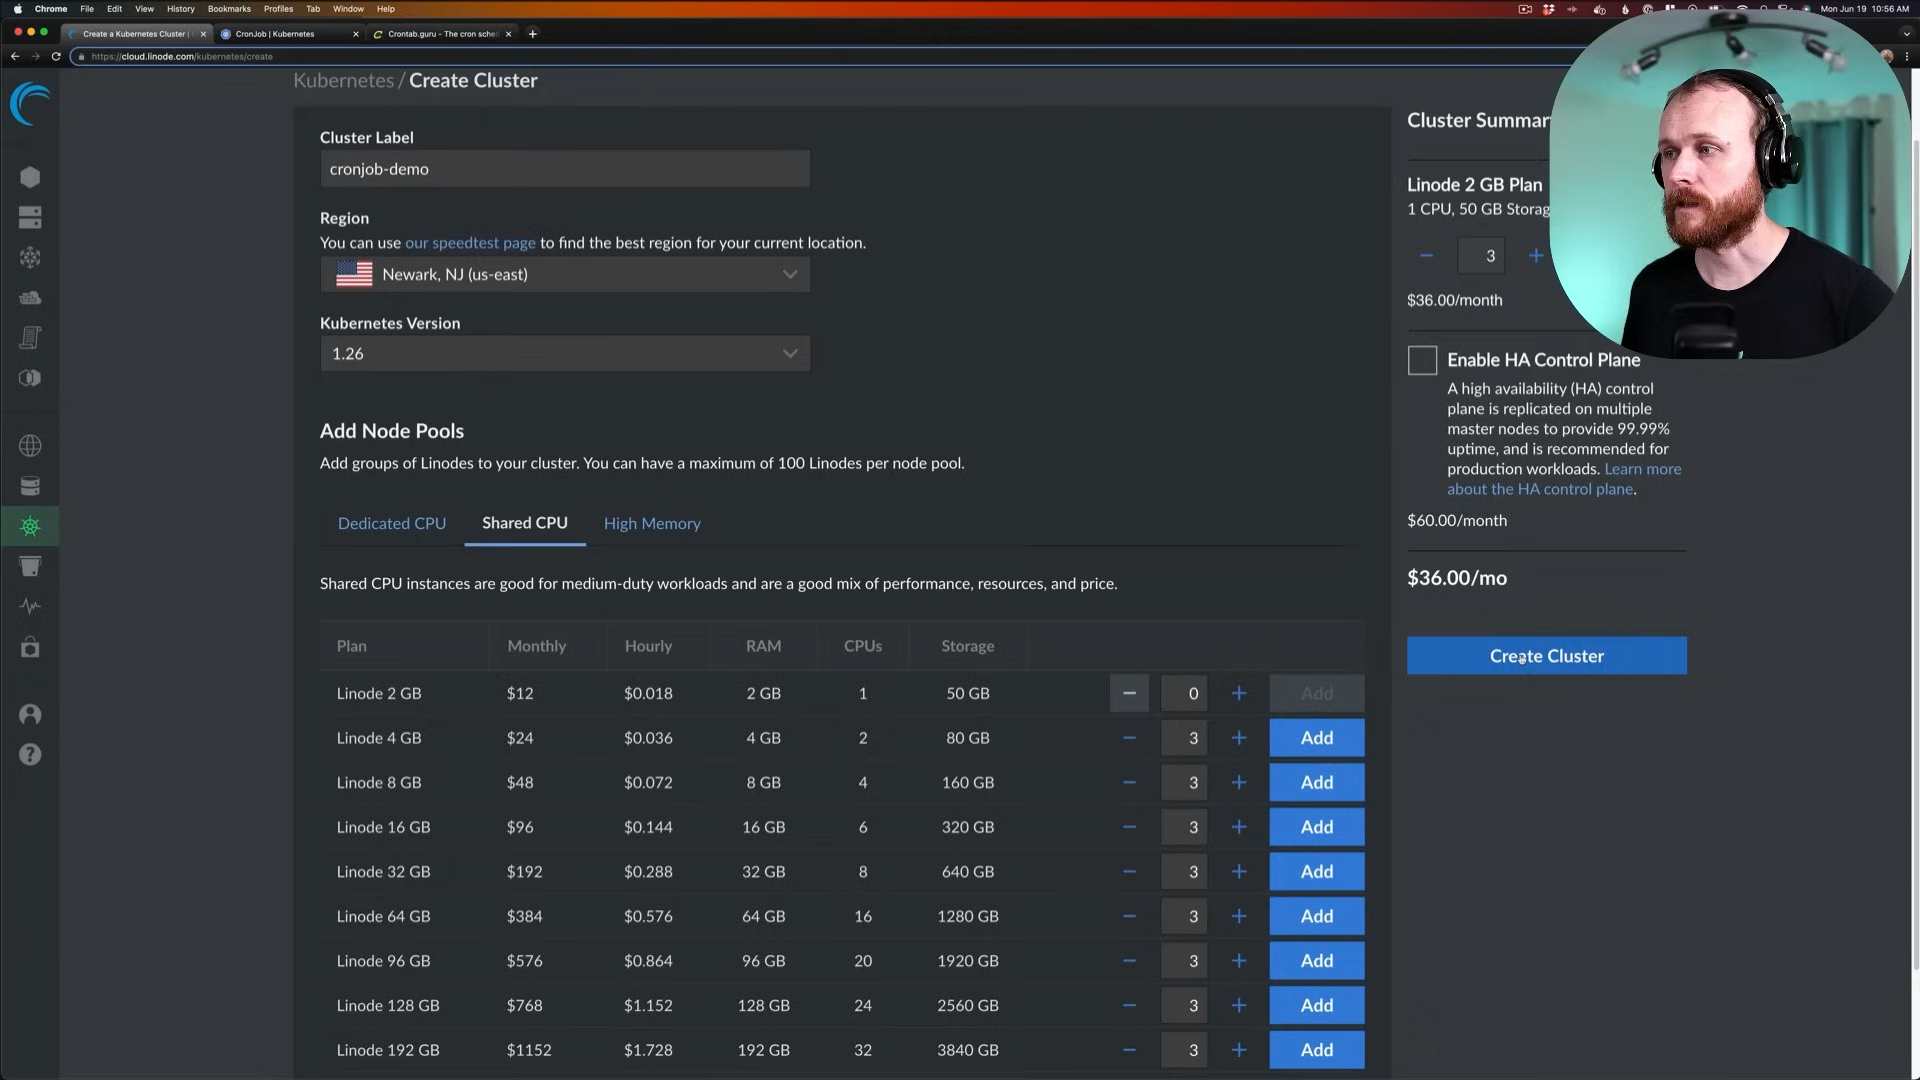 Chrome File Edit View History Bookmarks Profiles Tab Window Help
Mon Jun 19 10:56 AM
Create a Kubernetes Cluster |
CronJob | Kubernetes
Crontab.guru - The cron sche
https://cloud.linode.com/kubernetes/create
Kubernetes / Create Cluster
Cluster Label
cronjob-demo
Region
You can use our speedtest page to find the best region for your current location.
Newark, NJ (us-east)
Kubernetes Version
1.26
Add Node Pools
Add groups of Linodes to your cluster. You can have a maximum of 100 Linodes per node pool.
Dedicated CPU Shared CPU High Memory
Shared CPU instances are good for medium-duty workloads and are a good mix of performance, resources, and price.
Plan Monthly Hourly RAM CPUs Storage
Linode 2 GB $12 $0.018 2 GB 1 50 GB − 0 + Add
Linode 4 GB $24 $0.036 4 GB 2 80 GB − 3 + Add
Linode 8 GB $48 $0.072 8 GB 4 160 GB − 3 + Add
Linode 16 GB $96 $0.144 16 GB 6 320 GB − 3 + Add
Linode 32 GB $192 $0.288 32 GB 8 640 GB − 3 + Add
Linode 64 GB $384 $0.576 64 GB 16 1280 GB − 3 + Add
Linode 96 GB $576 $0.864 96 GB 20 1920 GB − 3 + Add
Linode 128 GB $768 $1.152 128 GB 24 2560 GB − 3 + Add
Linode 192 GB $1152 $1.728 192 GB 32 3840 GB − 3 + Add
Cluster Summar
Linode 2 GB Plan
1 CPU, 50 GB Storag
− 3 +
$36.00/month
Enable HA Control Plane
A high availability (HA) control
plane is replicated on multiple
master nodes to provide 99.99%
uptime, and is recommended for
production workloads. Learn more
about the HA control plane.
$60.00/month
$36.00/mo
Create Cluster